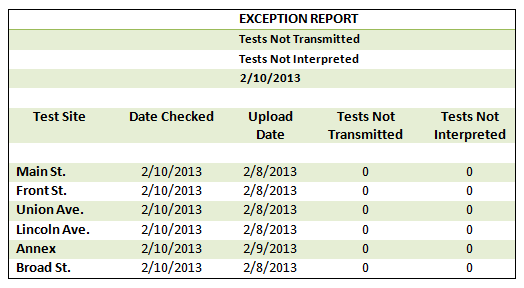 EXCEPTION REPORT
Tests Not Transmitted
Tests Not Interpreted
2/10/2013
Test Site Date Checked Upload Date Tests Not Transmitted Tests Not Interpreted
Main St. 2/10/2013 2/8/2013 0 0
Front St. 2/10/2013 2/8/2013 0 0
Union Ave. 2/10/2013 2/8/2013 0 0
Lincoln Ave. 2/10/2013 2/8/2013 0 0
Annex 2/10/2013 2/9/2013 0 0
Broad St. 2/10/2013 2/8/2013 0 0